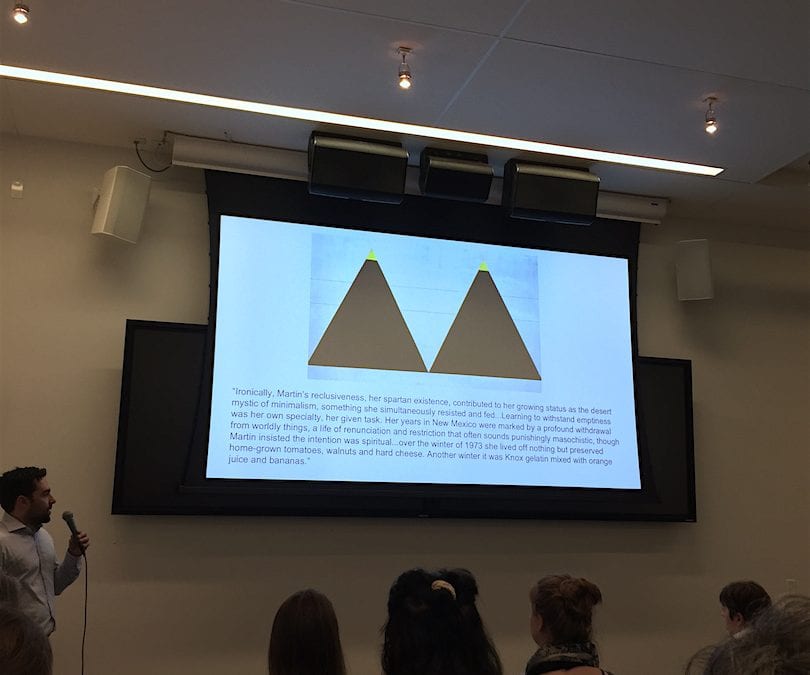 "Ironically, Martin's reclusiveness, her spartan existence, contributed to her growing status as the desert
mystic of minimalism, something she simultaneously resisted and fed...Learning to withstand emptiness
was her own specialty, her given task. Her years in New Mexico were marked by a profound withdrawal
from worldly things, a life of renunciation and restriction that often sounds punishingly masochistic, though
Martin insisted the intention was spiritual...over the winter of 1973 she lived off nothing but preserved
home-grown tomatoes, walnuts and hard cheese. Another winter it was Knox gelatin mixed with orange
juice and bananas."